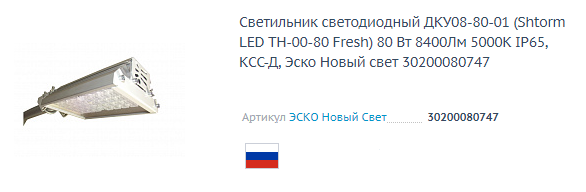 Светильник светодиодный ДКУ08-80-01 (Shtorm
LED TH-00-80 Fresh) 80 Вт 8400Лм 5000К IP65,
КСС-Д, Эско Новый свет 30200080747
Артикул ЭСКО Новый Свет 30200080747